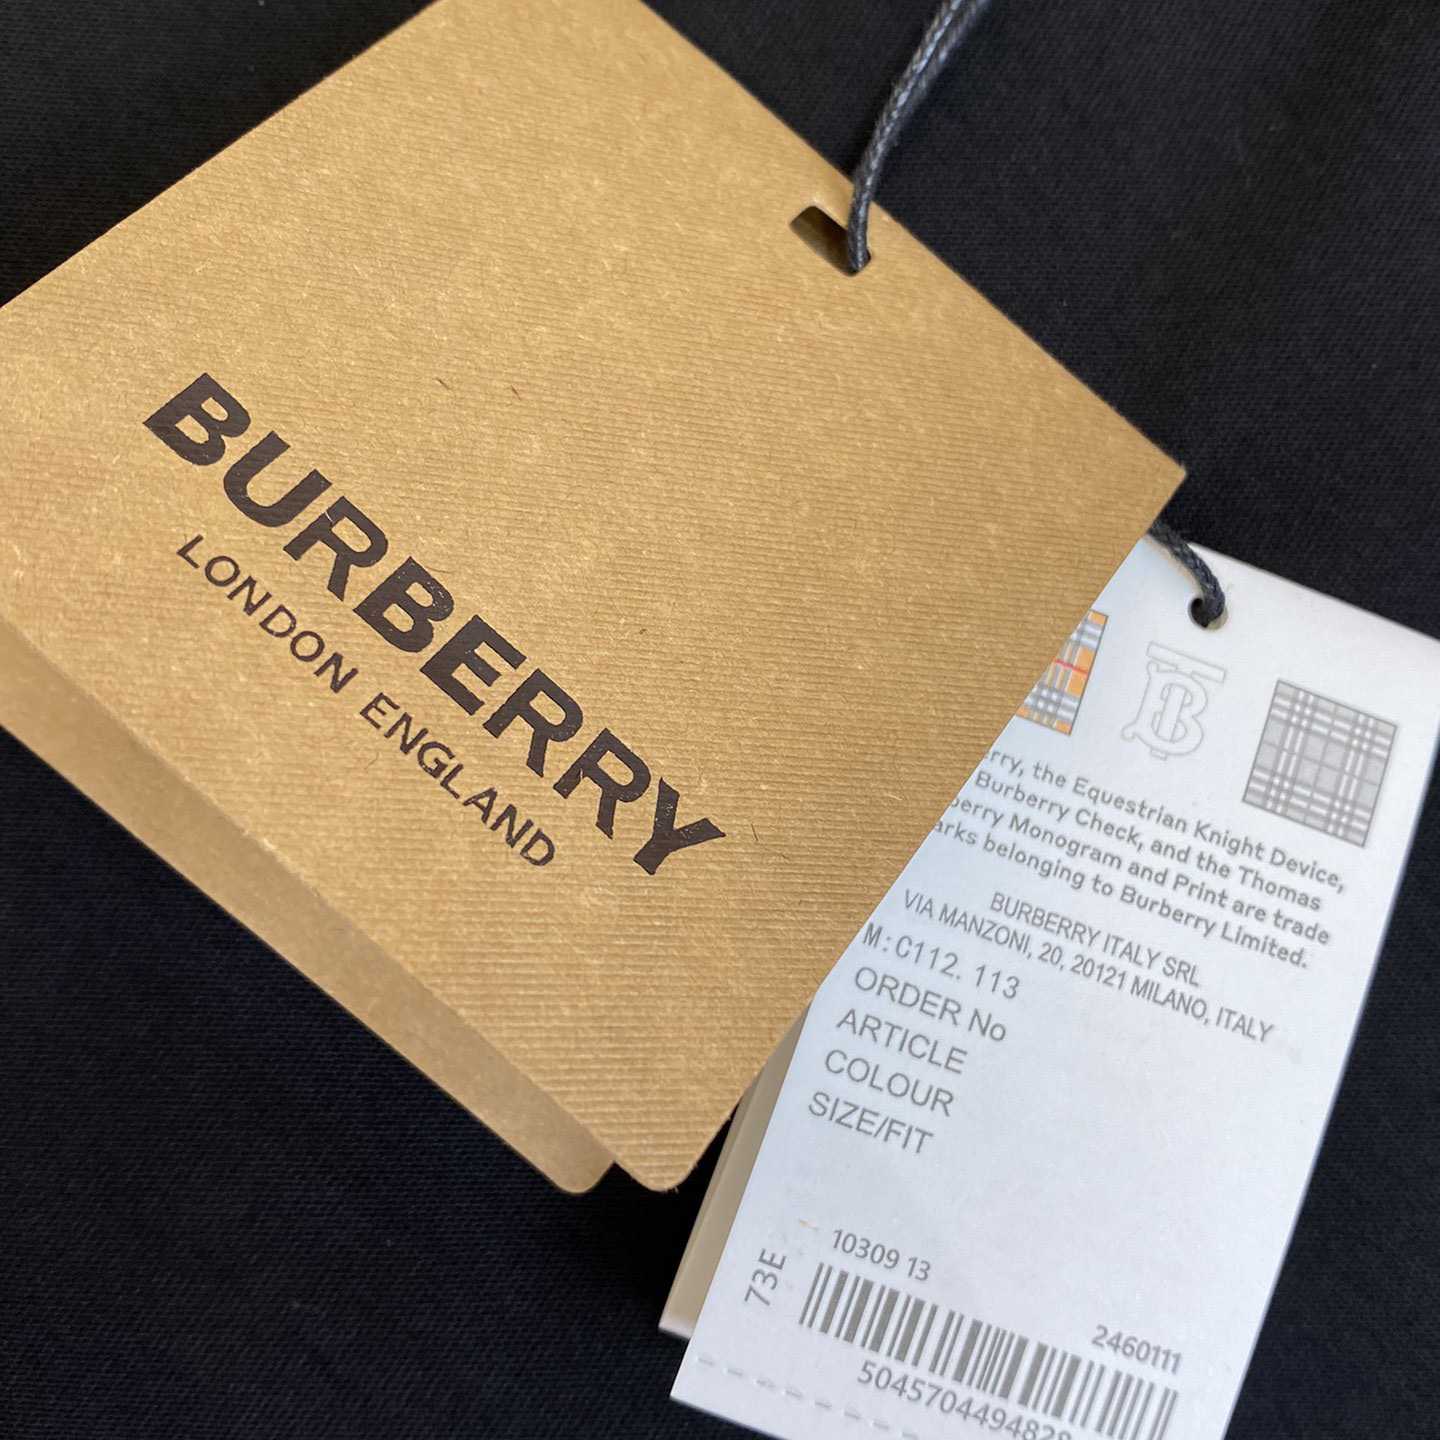 BURBERRY
LONDON ENGLAND
rry, the Equestrian Knight Device,
Burberry Check, and the Thomas
berry Monogram and Print are trade
arks belonging to Burberry Limited.
BURBERRY ITALY SRL
VIA MANZONI, 20, 20121 MILANO, ITALY
M: C112. 113
ORDER No
ARTICLE
COLOUR
SIZE/FIT
73E
10309 13
2460111
5045704494828